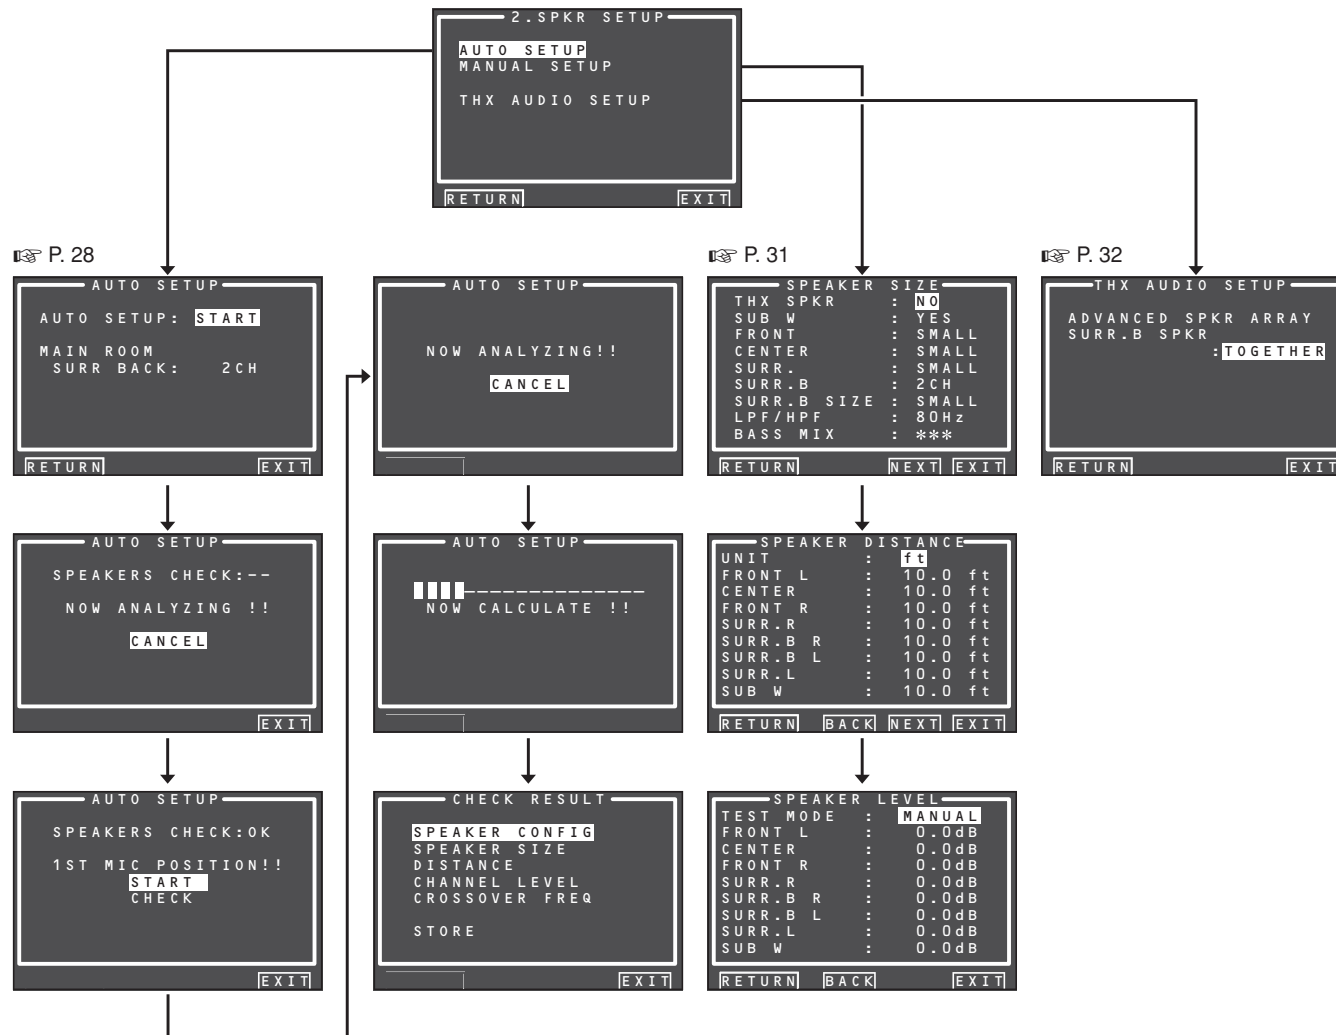 2.SPKR SETUP
AUTO SETUP
MANUAL SETUP
THX AUDIO SETUP
RETURN EXIT
☞ P. 28
AUTO SETUP
AUTO SETUP: START
MAIN ROOM
SURR BACK: 2CH
RETURN EXIT
AUTO SETUP
SPEAKERS CHECK:--
NOW ANALYZING !!
CANCEL
EXIT
AUTO SETUP
SPEAKERS CHECK:OK
1ST MIC POSITION!!
START
CHECK
EXIT
AUTO SETUP
NOW ANALYZING!!
CANCEL
AUTO SETUP
NOW CALCULATE !!
CHECK RESULT
SPEAKER CONFIG
SPEAKER SIZE
DISTANCE
CHANNEL LEVEL
CROSSOVER FREQ
STORE
EXIT
☞ P. 31
SPEAKER SIZE
THX SPKR : NO
SUB W : YES
FRONT : SMALL
CENTER : SMALL
SURR. : SMALL
SURR.B : 2CH
SURR.B SIZE : SMALL
LPF/HPF : 80Hz
BASS MIX : ***
RETURN NEXT EXIT
SPEAKER DISTANCE
UNIT : ft
FRONT L : 10.0 ft
CENTER : 10.0 ft
FRONT R : 10.0 ft
SURR.R : 10.0 ft
SURR.B R : 10.0 ft
SURR.B L : 10.0 ft
SURR.L : 10.0 ft
SUB W : 10.0 ft
RETURN BACK NEXT EXIT
SPEAKER LEVEL
TEST MODE : MANUAL
FRONT L : 0.0dB
CENTER : 0.0dB
FRONT R : 0.0dB
SURR.R : 0.0dB
SURR.B R : 0.0dB
SURR.B L : 0.0dB
SURR.L : 0.0dB
SUB W : 0.0dB
RETURN BACK EXIT
☞ P. 32
THX AUDIO SETUP
ADVANCED SPKR ARRAY
SURR.B SPKR
:TOGETHER
RETURN EXIT